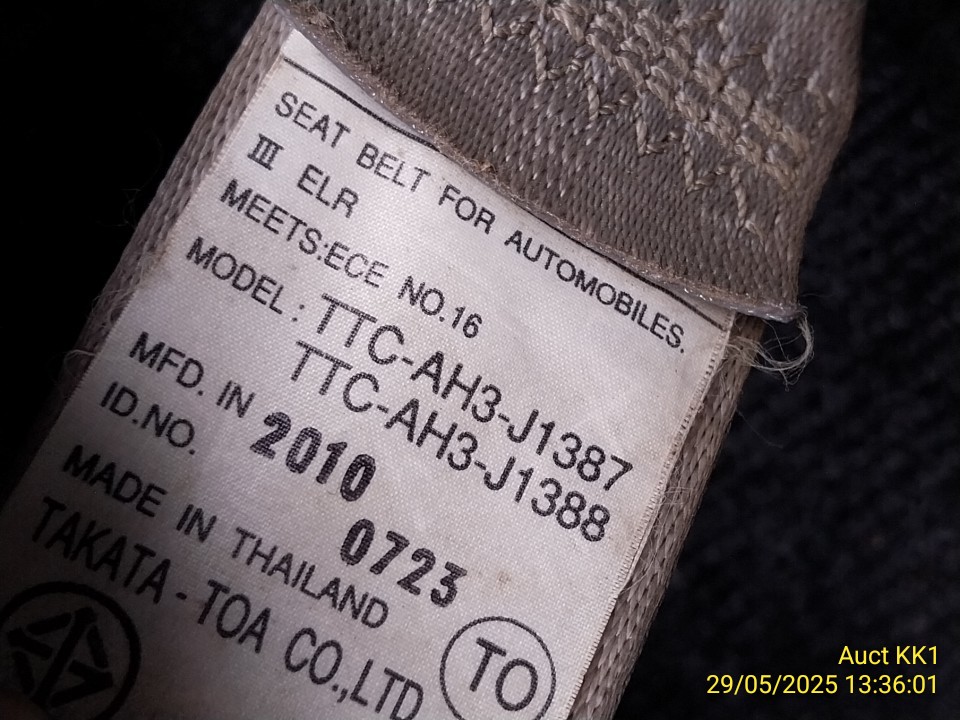 SEAT BELT FOR AUTOMOBILES.
III ELR
MEETS:ECE NO.16
MODEL: TTC-AH3-J1387
TTC-AH3-J1388
MFD. IN 2010
ID.NO. 0723
MADE IN THAILAND
TAKATA-TOA CO.,LTD
TO
Auct KK1
29/05/2025 13:36:01